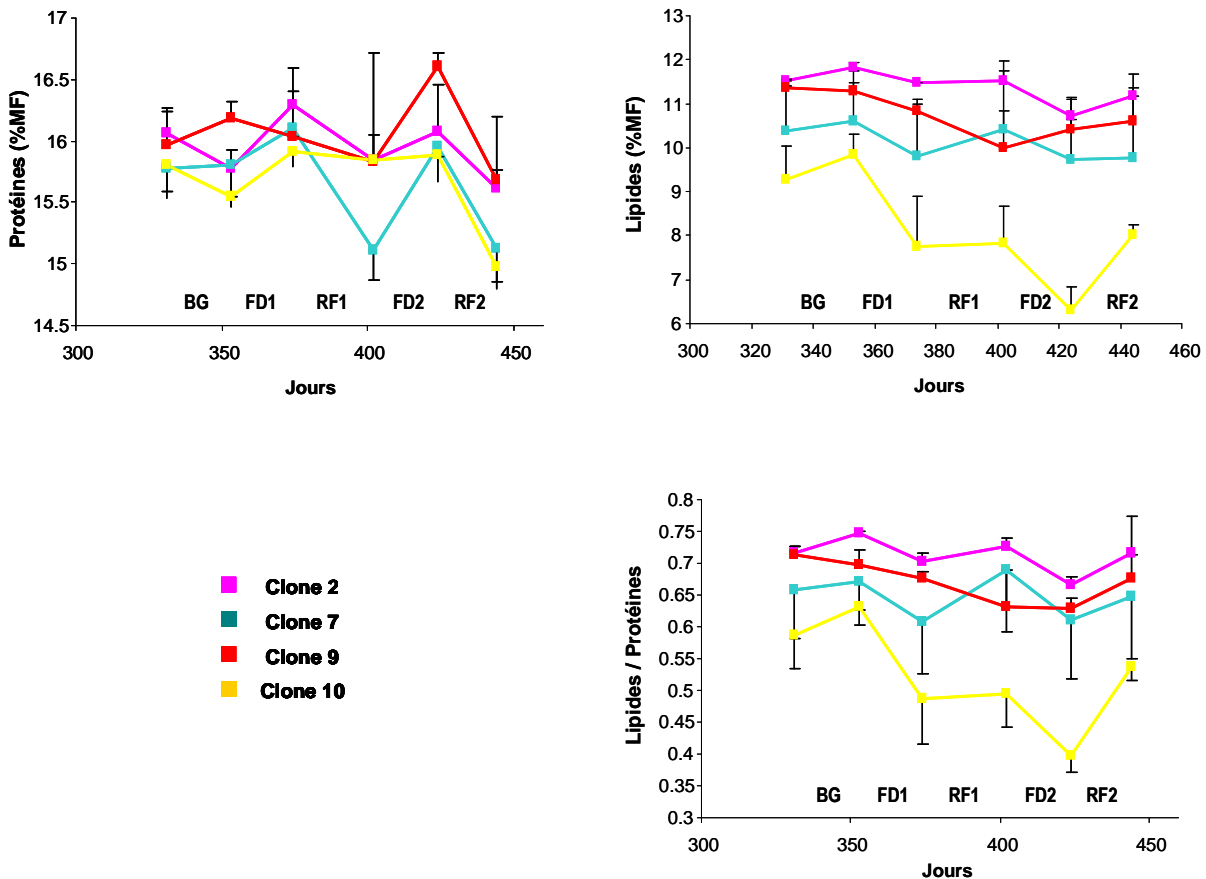 Protéines (%MF)
17
16.5
16
15.5
15
14.5
BG FD1 RF1 FD2 RF2
300 350 400 450
Jours
Lipides (%MF)
13
12
11
10
9
8
7
6
BG FD1 RF1 FD2 RF2
300 320 340 360 380 400 420 440 460
Jours
Clone 2
Clone 7
Clone 9
Clone 10
Lipides / Protéines
0.8
0.75
0.7
0.65
0.6
0.55
0.5
0.45
0.4
0.35
0.3
BG FD1 RF1 FD2 RF2
300 350 400 450
Jours